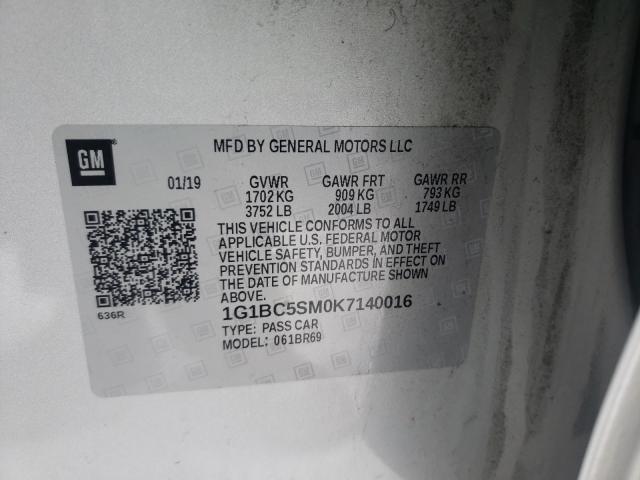 GM
MFD BY GENERAL MOTORS LLC
01/19 GVWR GAWR FRT GAWR RR
1702 KG 909 KG 793 KG
3752 LB 2004 LB 1749 LB
THIS VEHICLE CONFORMS TO ALL
APPLICABLE U.S. FEDERAL MOTOR
VEHICLE SAFETY, BUMPER, AND THEFT
PREVENTION STANDARDS IN EFFECT ON
THE DATE OF MANUFACTURE SHOWN
ABOVE.
636R
1G1BC5SM0K7140016
TYPE: PASS CAR
MODEL: 061BR69